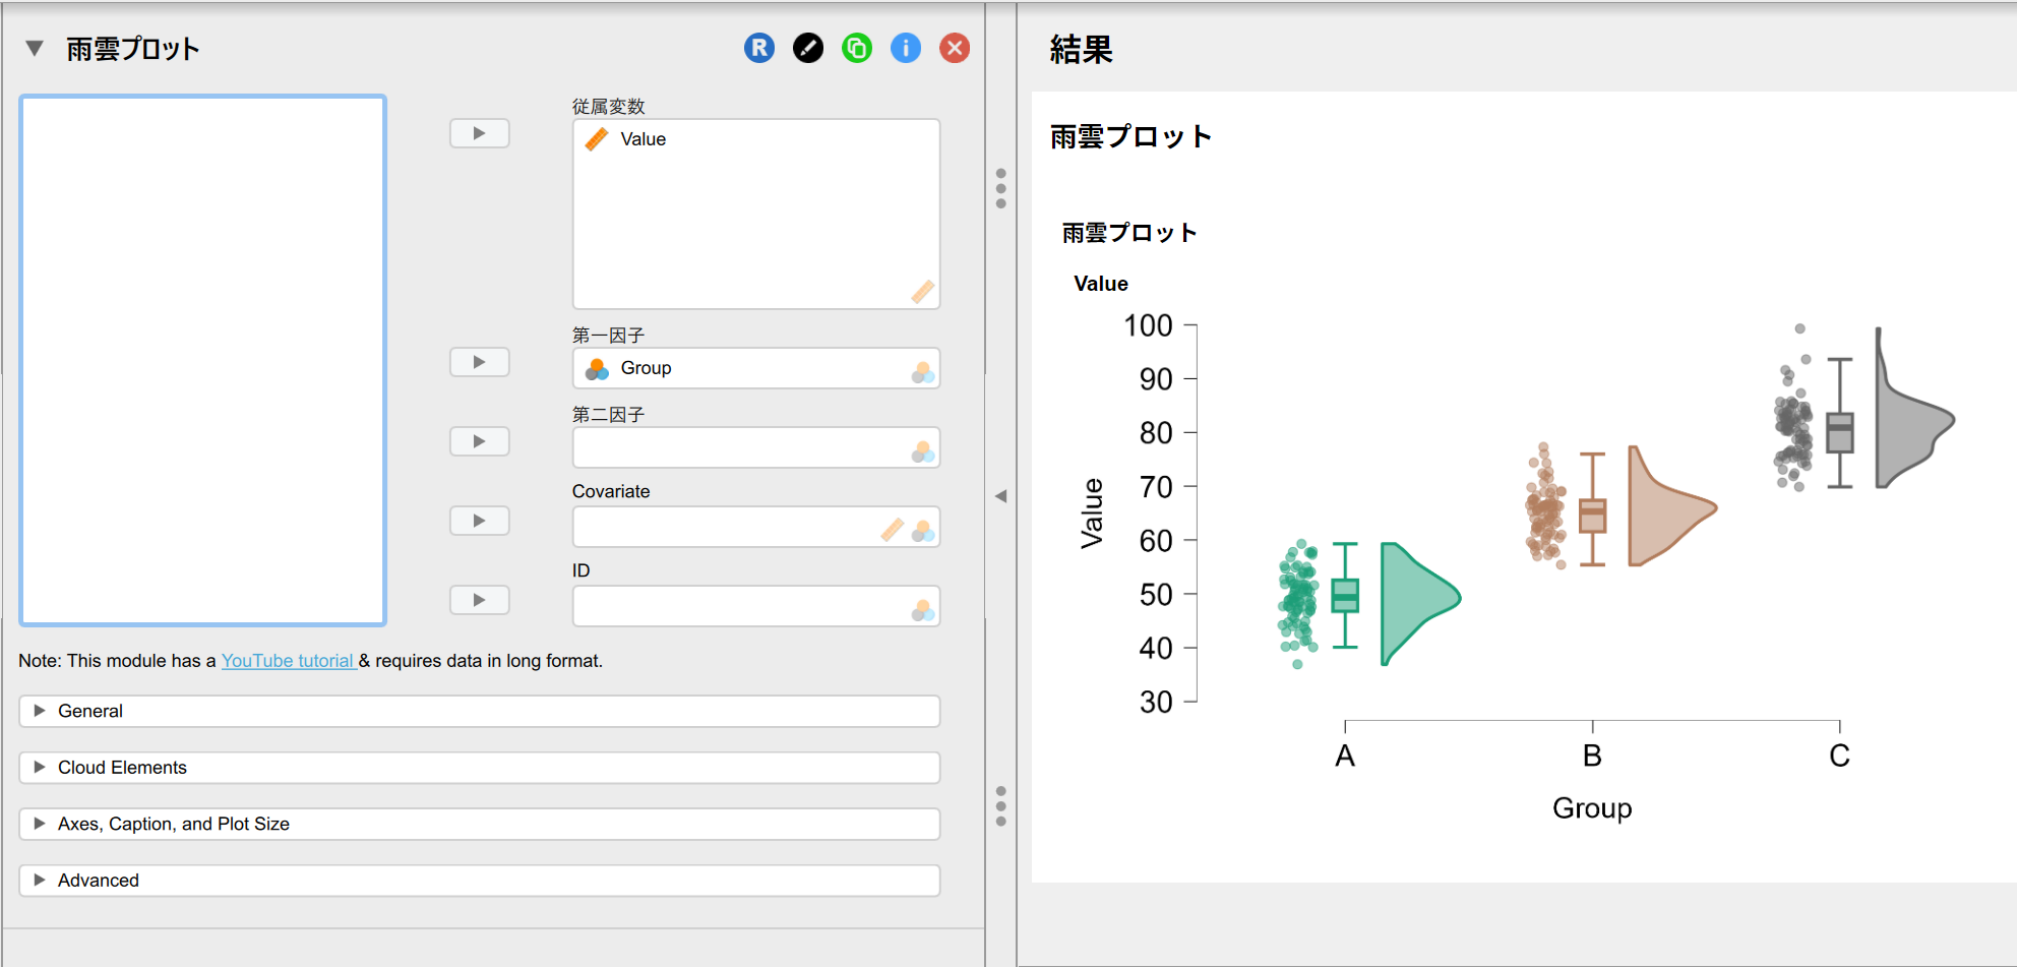 雨雲プロット
R
i
従属変数
Value
第一因子
Group
第二因子
Covariate
ID
Note: This module has a YouTube tutorial & requires data in long format.
General
Cloud Elements
Axes, Caption, and Plot Size
Advanced
結果
雨雲プロット
雨雲プロット
Value
100
90
80
70
60
50
40
30
Value
A B C
Group